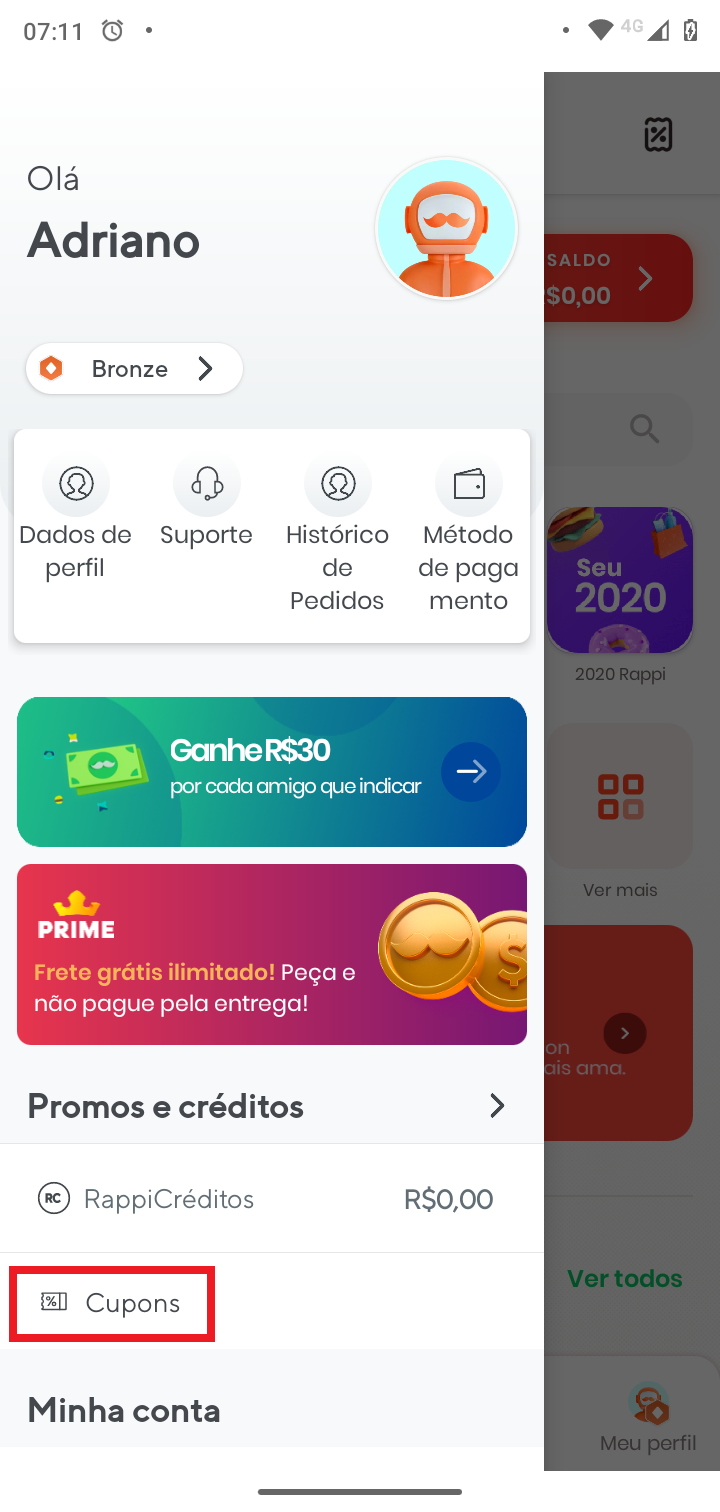 07:11
4G
Olá
Adriano
Bronze
Dados de
perfil
Suporte
Histórico
de
Pedidos
Método
de paga
mento
Ganhe R$30
por cada amigo que indicar
PRIME
Frete grátis ilimitado! Peça e
não pague pela entrega!
$
Promos e créditos
RC RappiCréditos R$0,00
% Cupons
Minha conta
%
SALDO
R$0,00
Seu
2020
2020 Rappi
Ver mais
on
ais ama.
Ver todos
Meu perfil